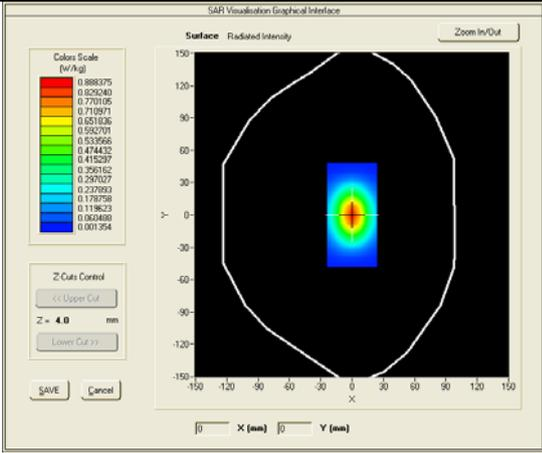 SAR Visualisation Graphical Interface
Surface Radiated Intensity
Zoom In/Out
Colors Scale
(W/kg)
0.888375
0.829240
0.770105
0.710971
0.651836
0.592701
0.533566
0.474432
0.415297
0.356162
0.297027
0.237893
0.178758
0.119623
0.060488
0.001354
Z-Cuts Control
<< Upper Cut
Z = 4.0 mm
Lower Cut >>
SAVE Cancel
150
120
90
60
30
0
-30
-60
-90
-120
-150
Y
-150 -120 -90 -60 -30 0 30 60 90 120 150
X
0 X (mm) 0 Y (mm)